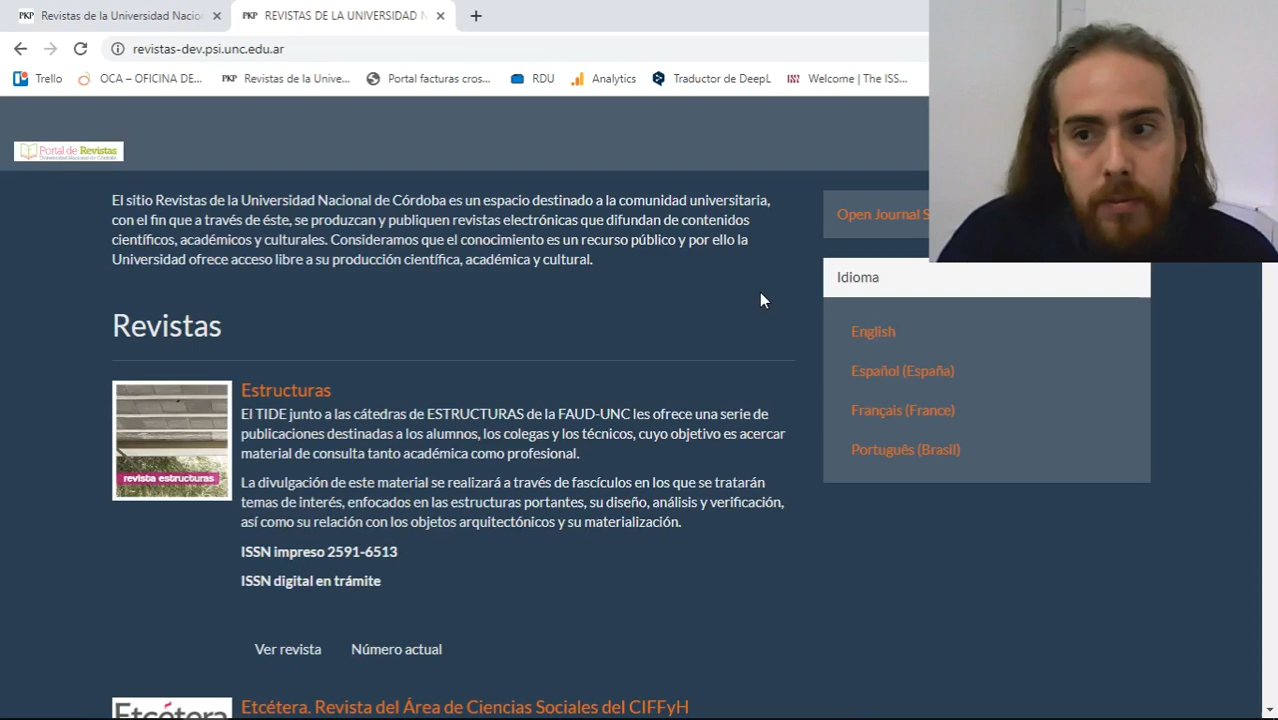 Revistas de la Universidad Nacio
REVISTAS DE LA UNIVERSIDAD N
revistas-dev.psi.unc.edu.ar
Trello
OCA – OFICINA DE...
Revistas de la Unive...
Portal facturas cros...
RDU
Analytics
Traductor de DeepL
Welcome | The ISS...
Portal de Revistas
Universidad Nacional de Córdoba
El sitio Revistas de la Universidad Nacional de Córdoba es un espacio destinado a la comunidad universitaria,
con el fin que a través de éste, se produzcan y publiquen revistas electrónicas que difundan de contenidos
científicos, académicos y culturales. Consideramos que el conocimiento es un recurso público y por ello la
Universidad ofrece acceso libre a su producción científica, académica y cultural.
Open Journal S
Idioma
English
Español (España)
Français (France)
Português (Brasil)
Revistas
revista estructuras
Estructuras
El TIDE junto a las cátedras de ESTRUCTURAS de la FAUD-UNC les ofrece una serie de
publicaciones destinadas a los alumnos, los colegas y los técnicos, cuyo objetivo es acercar
material de consulta tanto académica como profesional.
La divulgación de este material se realizará a través de fascículos en los que se tratarán
temas de interés, enfocados en las estructuras portantes, su diseño, análisis y verificación,
así como su relación con los objetos arquitectónicos y su materialización.
ISSN impreso 2591-6513
ISSN digital en trámite
Ver revista
Número actual
Etcétera
Etcétera. Revista del Área de Ciencias Sociales del CIFFyH